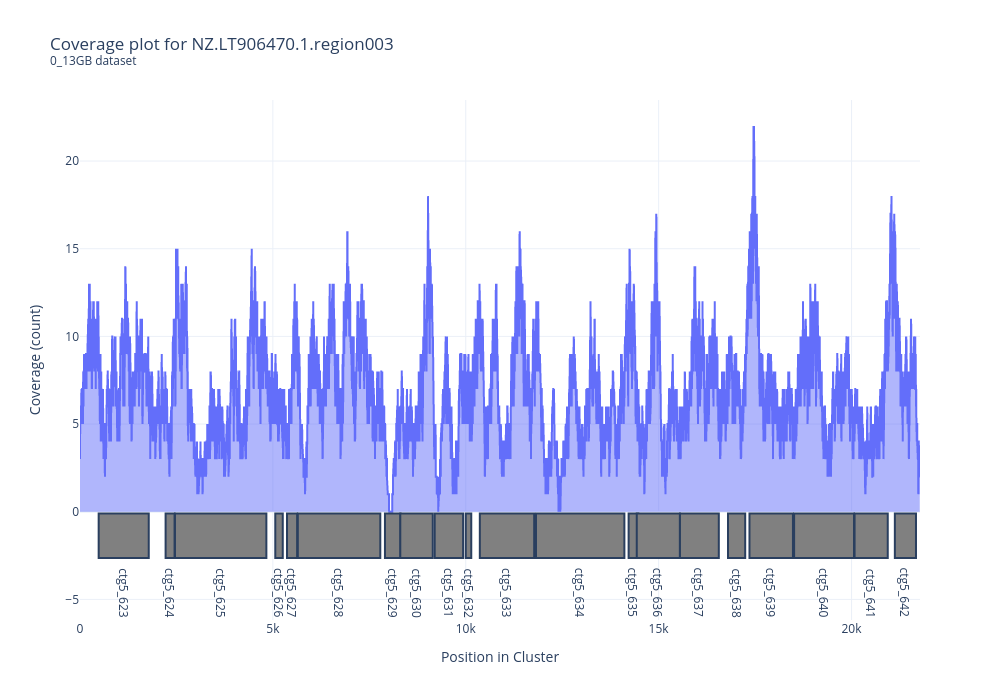 Coverage plot for NZ.LT906470.1.region003
0_13GB dataset
Coverage (count)
20
15
10
5
0
−5
ctg5_623
ctg5_624
ctg5_625
ctg5_626
ctg5_627
ctg5_628
ctg5_629
ctg5_630
ctg5_631
ctg5_632
ctg5_633
ctg5_634
ctg5_635
ctg5_636
ctg5_637
ctg5_638
ctg5_639
ctg5_640
ctg5_641
ctg5_642
0
5k
10k
15k
20k
Position in Cluster